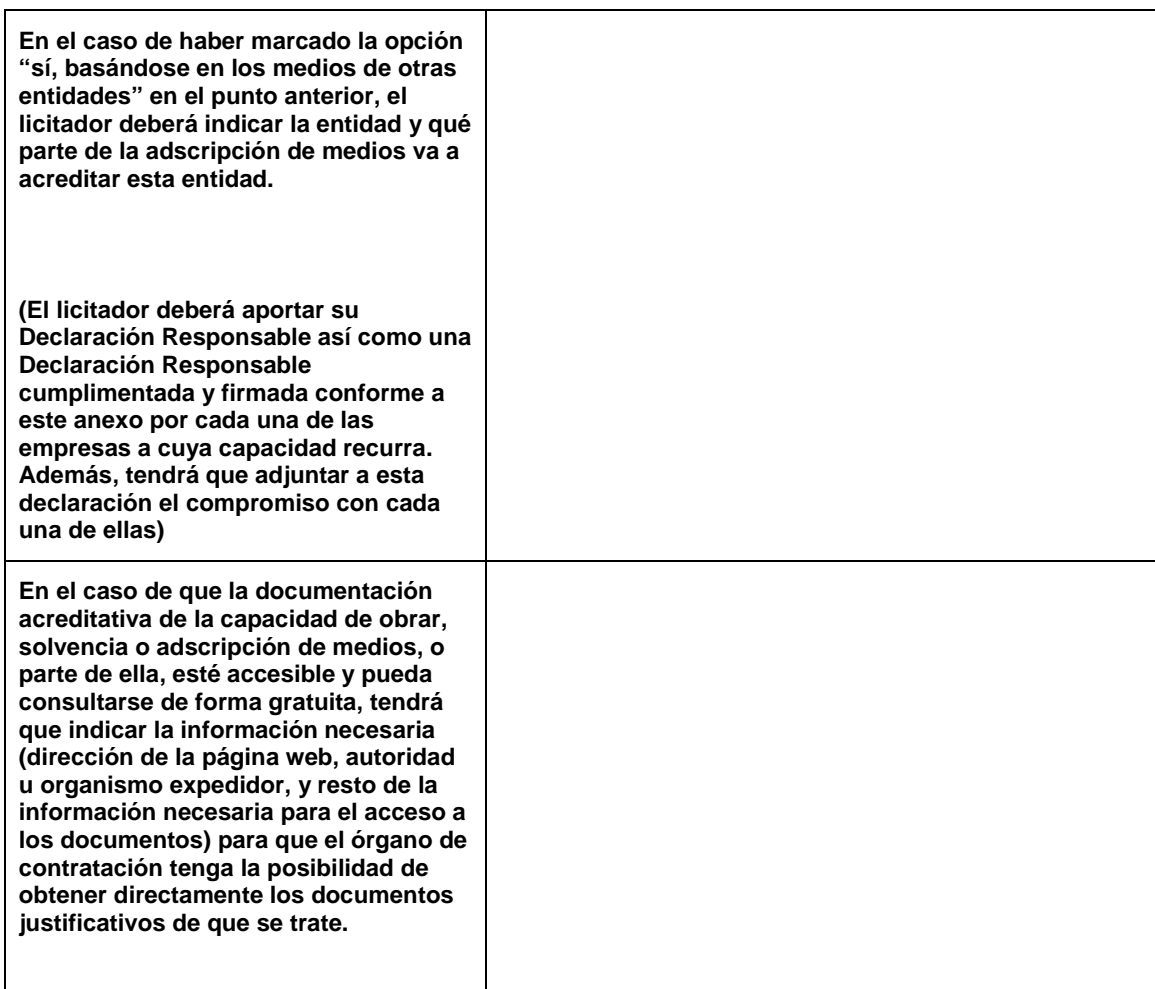 En el caso de haber marcado la opción
“sí, basándose en los medios de otras
entidades” en el punto anterior, el
licitador deberá indicar la entidad y qué
parte de la adscripción de medios va a
acreditar esta entidad.
(El licitador deberá aportar su
Declaración Responsable así como una
Declaración Responsable
cumplimentada y firmada conforme a
este anexo por cada una de las
empresas a cuya capacidad recurra.
Además, tendrá que adjuntar a esta
declaración el compromiso con cada
una de ellas)
En el caso de que la documentación
acreditativa de la capacidad de obrar,
solvencia o adscripción de medios, o
parte de ella, esté accesible y pueda
consultarse de forma gratuita, tendrá
que indicar la información necesaria
(dirección de la página web, autoridad
u organismo expedidor, y resto de la
información necesaria para el acceso a
los documentos) para que el órgano de
contratación tenga la posibilidad de
obtener directamente los documentos
justificativos de que se trate.